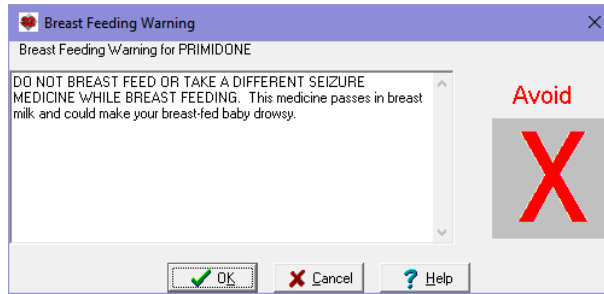 Breast Feeding Warning
Breast Feeding Warning for PRIMIDONE
DO NOT BREAST FEED OR TAKE A DIFFERENT SEIZURE
MEDICINE WHILE BREAST FEEDING.  This medicine passes in breast
milk and could make your breast-fed baby drowsy.
Avoid
X
OK
Cancel
Help